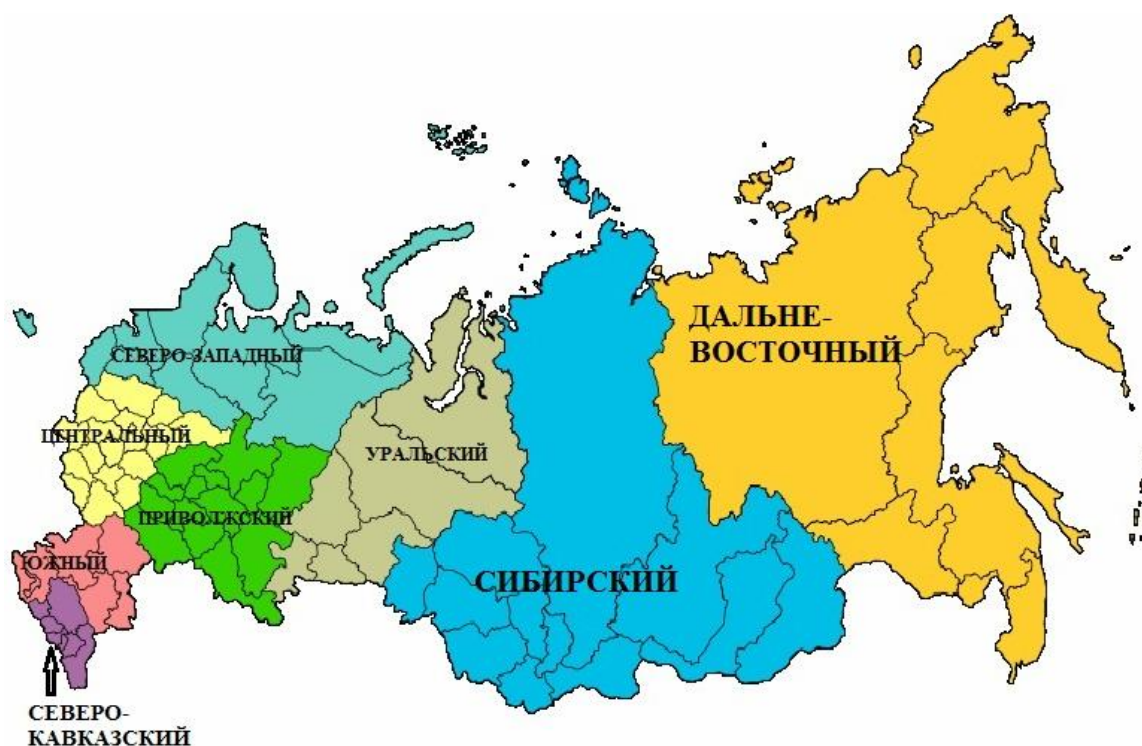 ДАЛЬНЕ-
ВОСТОЧНЫЙ
СЕВЕРО-ЗАПАДНЫЙ
ЦЕНТРАЛЬНЫЙ
УРАЛЬСКИЙ
ПРИВОЛЖСКИЙ
ЮЖНЫЙ
СИБИРСКИЙ
СЕВЕРО-
КАВКАЗСКИЙ